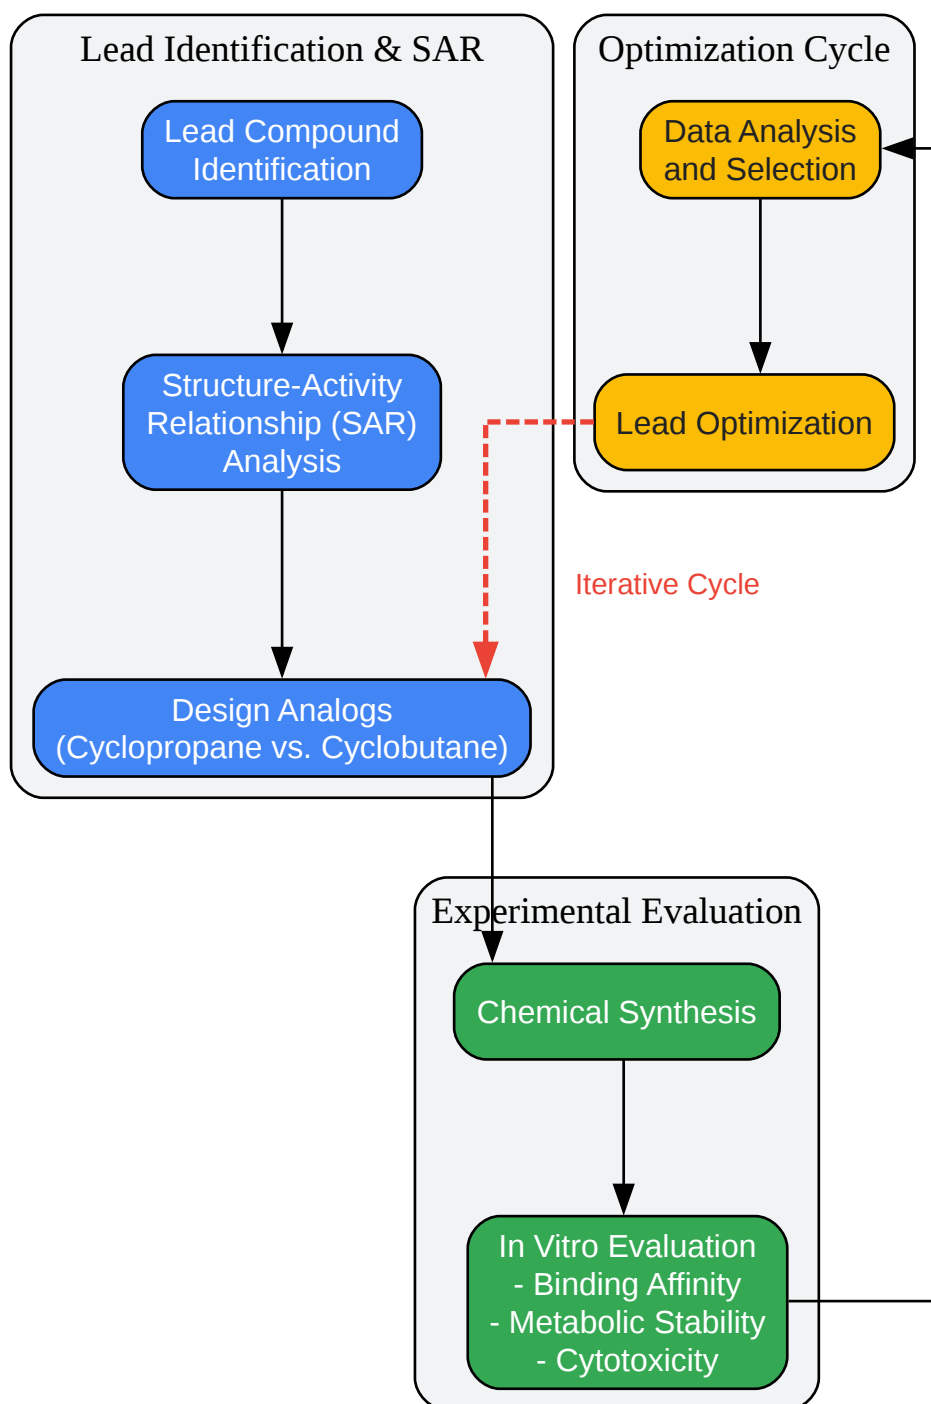 Lead Identification & SAR
Lead Compound
Identification
Structure-Activity
Relationship (SAR)
Analysis
Design Analogs
(Cyclopropane vs. Cyclobutane)
Optimization Cycle
Data Analysis
and Selection
Lead Optimization
Iterative Cycle
Experimental Evaluation
Chemical Synthesis
In Vitro Evaluation
- Binding Affinity
- Metabolic Stability
- Cytotoxicity